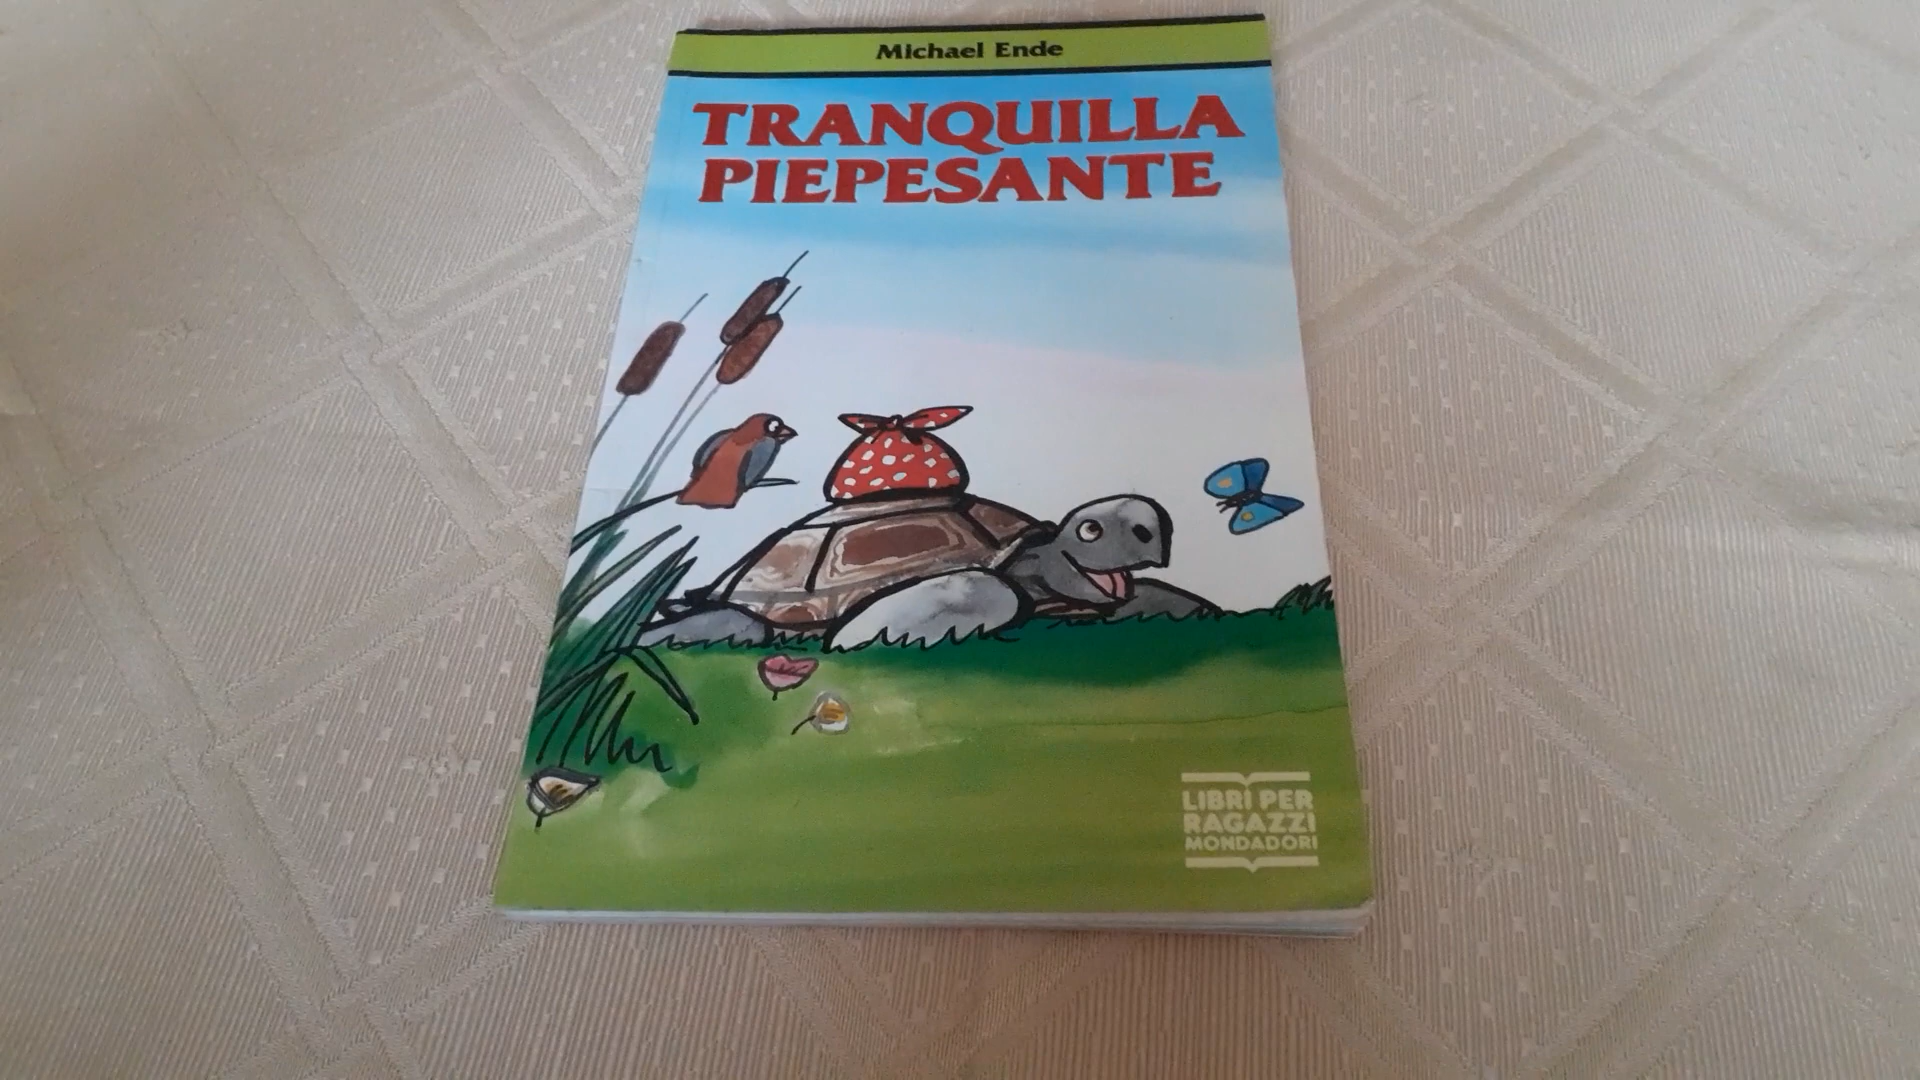 Michael Ende
TRANQUILLA
PIEPESANTE
LIBRI PER
RAGAZZI
MONDADORI